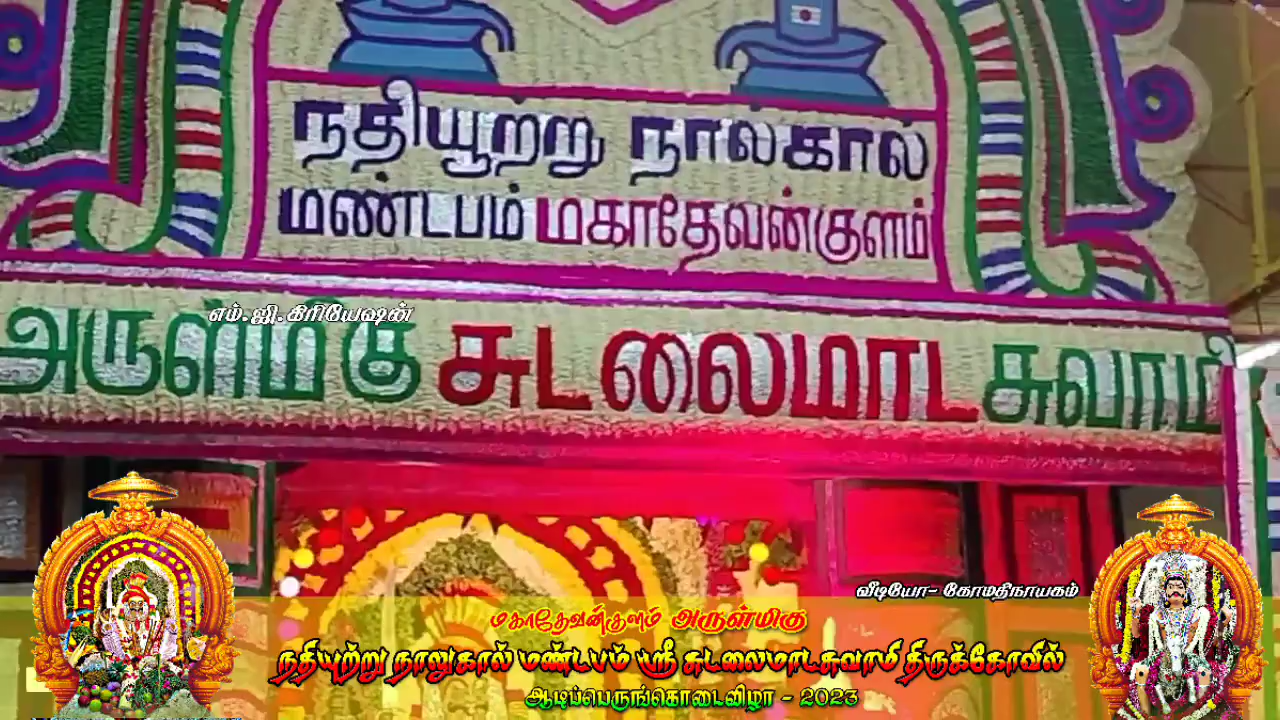 நதியூற்று நால்கால்
மண்டபம் மகாதேவன்குளம்
எம்.ஜி.கிரியேஷன்
அருள்மிகு சுடலைமாட சுவாமி
வீடியோ- கோமதிநாயகம்
மகாதேவன்குளம் அருள்மிகு
நதியுற்று நாலுகால் மண்டபம் ஸ்ரீ சுடலைமாடசுவாமி திருக்கோவில்
ஆடிப்பெருங்கொடைவிழா - 2023